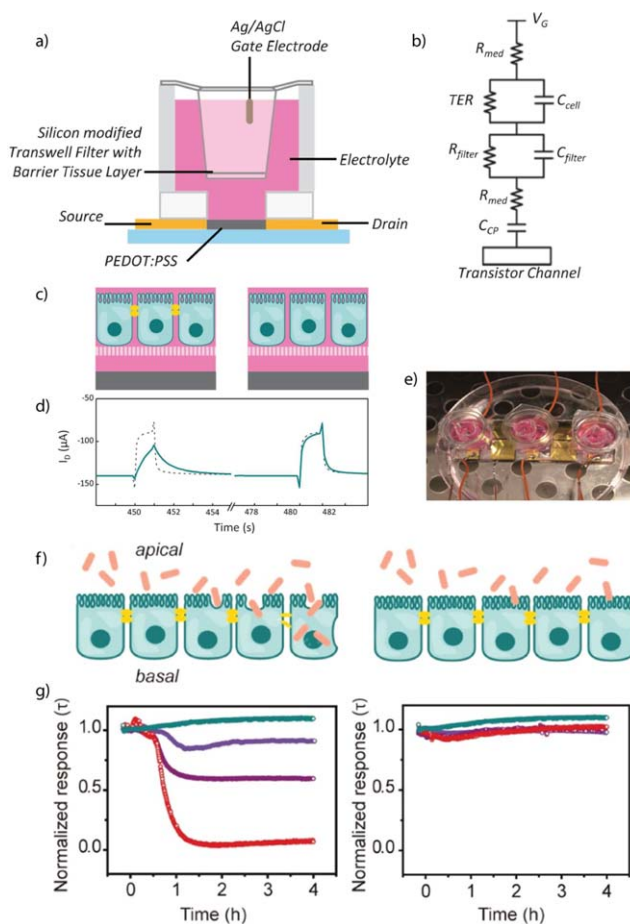 a)
Ag/AgCl
Gate Electrode
Silicon modified
Transwell Filter with
Barrier Tissue Layer
Electrolyte
Source
Drain
PEDOT:PSS
b)
V_G
R_med
TER
C_cell
R_filter
C_filter
R_med
C_CP
Transistor Channel
c)
d)
I_D (µA)
-50
-100
-150
450 452 454 478 480 482
Time (s)
e)
f)
apical
basal
g)
Normalized response (τ)
1.0
0.5
0.0
0 1 2 3 4
Time (h)
Normalized response (τ)
1.0
0.5
0.0
0 1 2 3 4
Time (h)